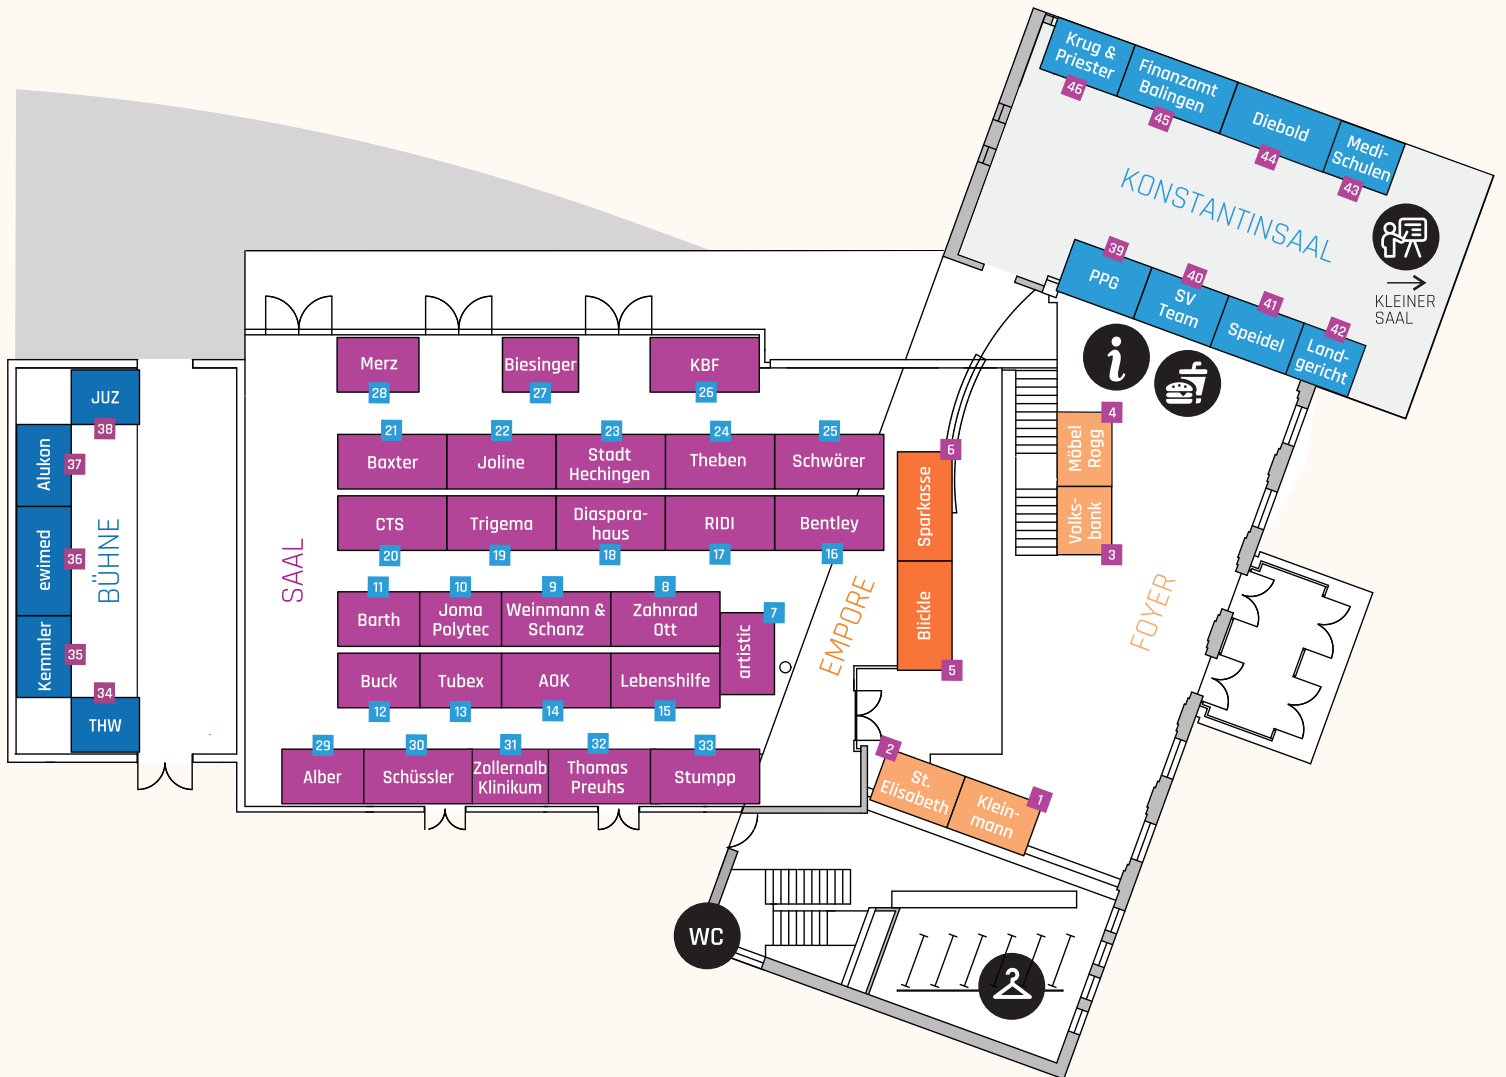 Krug &
Priester
46
Finanzamt
Balingen
45
Diebold
44
Medi-
Schulen
43
KONSTANTINSAAL
39
PPG
40
SV
Team
41
Speidel
42
Land-
gericht
KLEINER
SAAL
i
Merz
28
Biesinger
27
KBF
26
JUZ
38
Alukan
37
ewimed
36
Kemmler
35
34
THW
BÜHNE
SAAL
21
Baxter
22
Joline
23
Stadt
Hechingen
24
Theben
25
Schwörer
CTS
20
Trigema
19
Diaspora-
haus
18
RIDI
17
Bentley
16
11
Barth
10
Joma
Polytec
9
Weinmann &
Schanz
8
Zahnrad
Ott
7
artistic
Buck
12
Tubex
13
AOK
14
Lebenshilfe
15
29
Alber
30
Schüssler
31
Zollernalb
Klinikum
32
Thomas
Preuhs
33
Stumpp
EMPORE
6
Sparkasse
Blickle
5
4
Möbel
Rogg
Volks-
bank
3
FOYER
2
St.
Elisabeth
1
Klein-
mann
WC